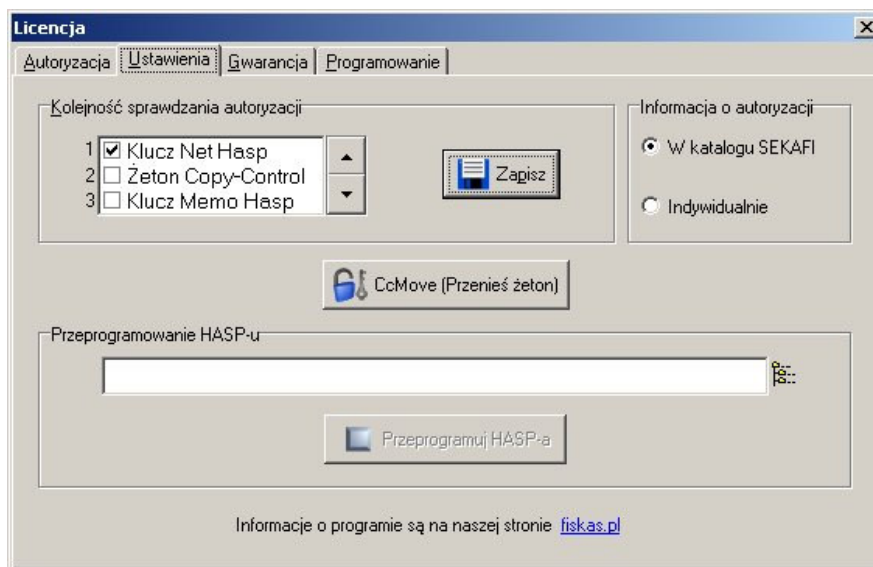 Licencja
Autoryzacja Ustawienia Gwarancja Programowanie
Kolejność sprawdzania autoryzacji
1 Klucz Net Hasp
2 Żeton Copy-Control
3 Klucz Memo Hasp
Zapisz
Informacja o autoryzacji
W katalogu SEKAFI
Indywidualnie
CcMove (Przenieś żeton)
Przeprogramowanie HASP-u
Przeprogramuj HASP-a
Informacje o programie są na naszej stronie fiskas.pl